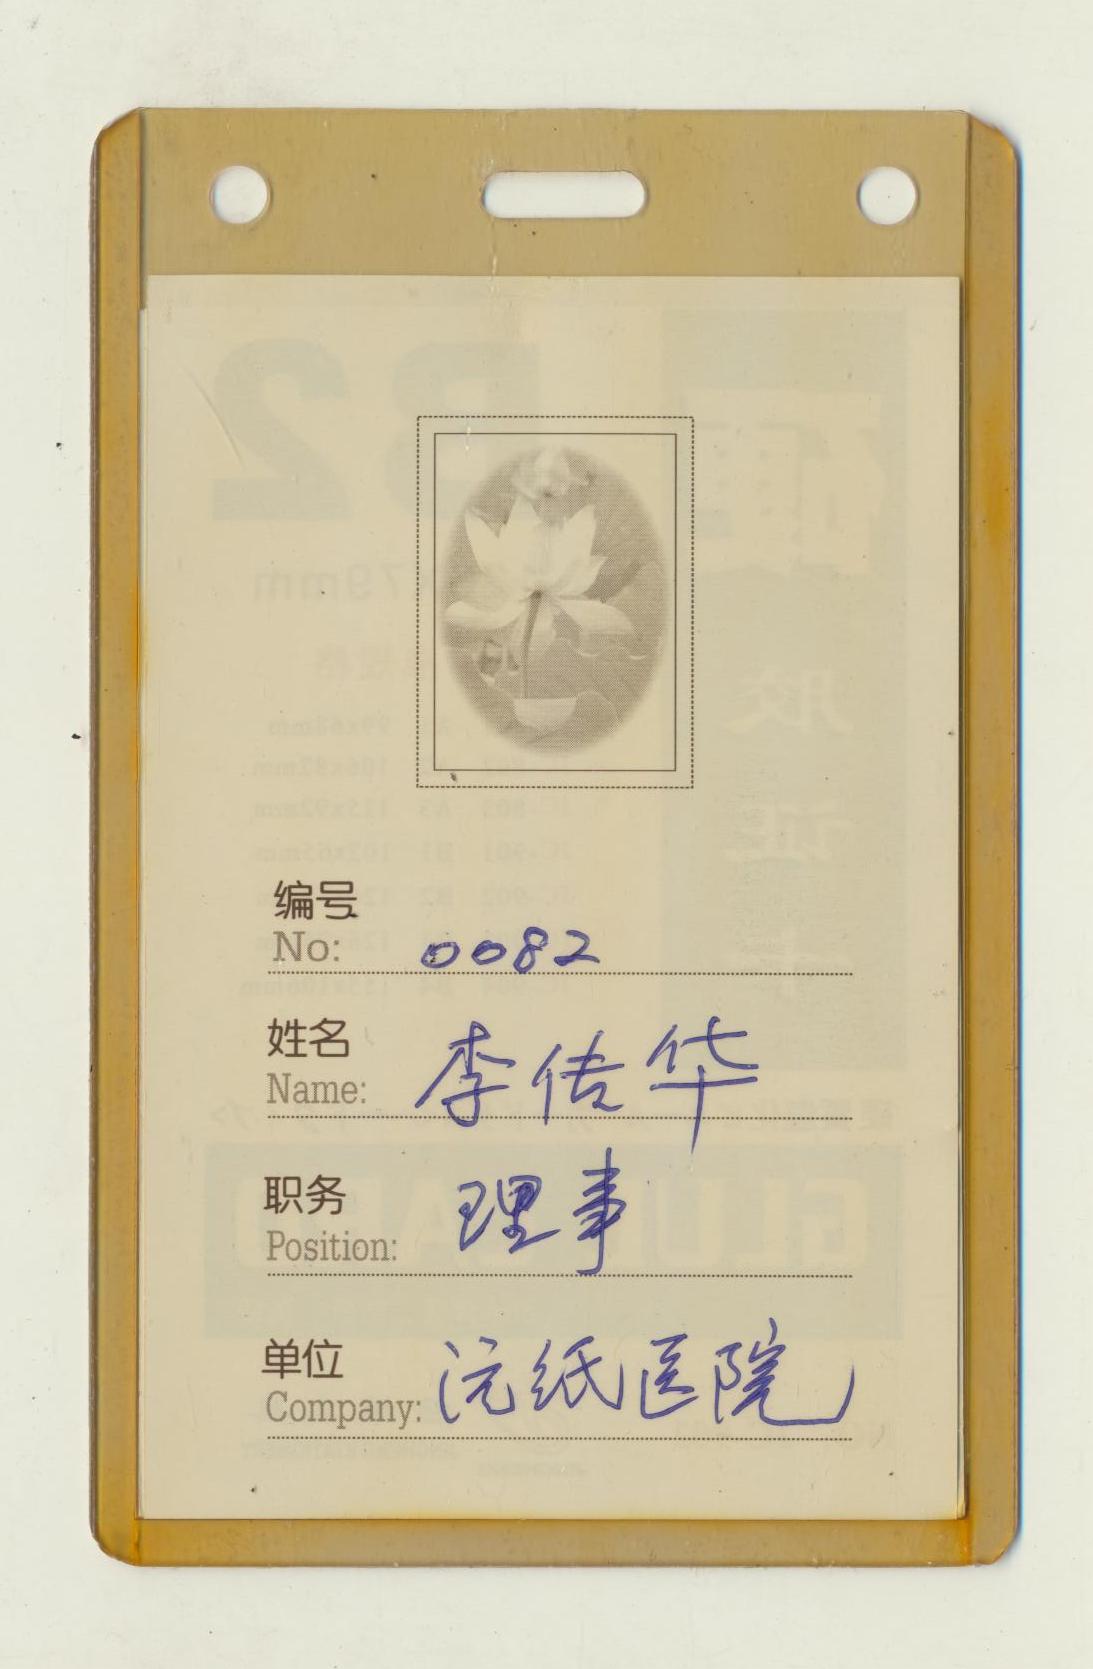 编号
No: 0082
姓名
Name: 李传华
职务
Position: 理事
单位
Company: 沅纸医院